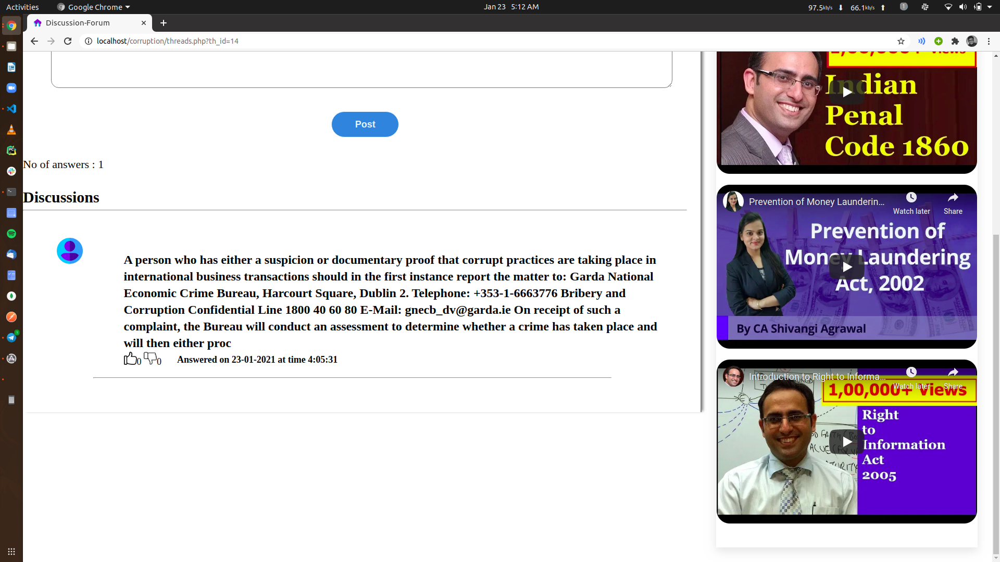 Activities
Google Chrome
Jan 23 5:12 AM
97.5kb/s
66.1kb/s
1
Discussion-Forum
localhost/corruption/threads.php?th_id=14
Post
No of answers : 1
Discussions
A person who has either a suspicion or documentary proof that corrupt practices are taking place in
international business transactions should in the first instance report the matter to: Garda National
Economic Crime Bureau, Harcourt Square, Dublin 2. Telephone: +353-1-6663776 Bribery and
Corruption Confidential Line 1800 40 60 80 E-Mail: gnecb_dv@garda.ie On receipt of such a
complaint, the Bureau will conduct an assessment to determine whether a crime has taken place and
will then either proc
0 0 Answered on 23-01-2021 at time 4:05:31
Views
Indian
Penal
Code 1860
Prevention of Money Launderin...
Watch later
Share
Prevention of
Money Laundering
Act, 2002
By CA Shivangi Agrawal
Introduction to Right to Informa...
Watch later
Share
1,00,000+ Views
Right
to
Information
Act
2005